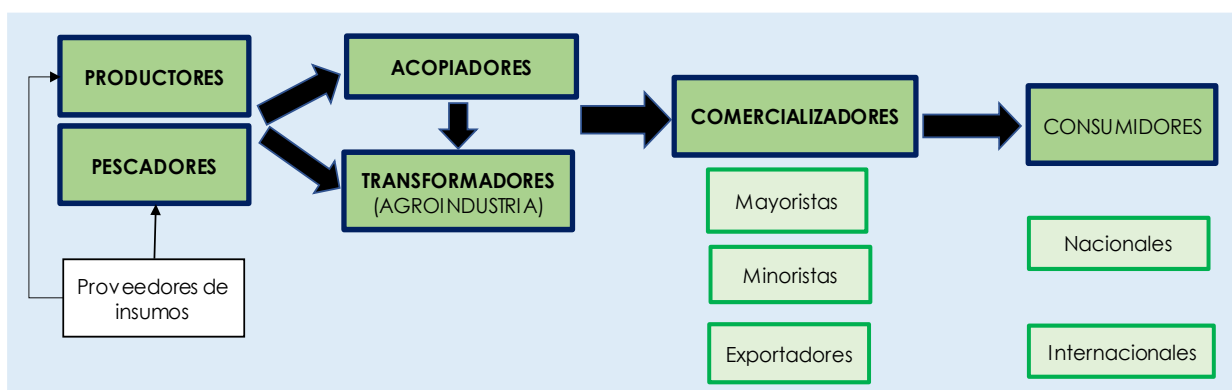 PRODUCTORES
PESCADORES
Proveedores de
insumos
ACOPIADORES
TRANSFORMADORES
(AGROINDUSTRIA)
COMERCIALIZADORES
Mayoristas
Minoristas
Exportadores
CONSUMIDORES
Nacionales
Internacionales